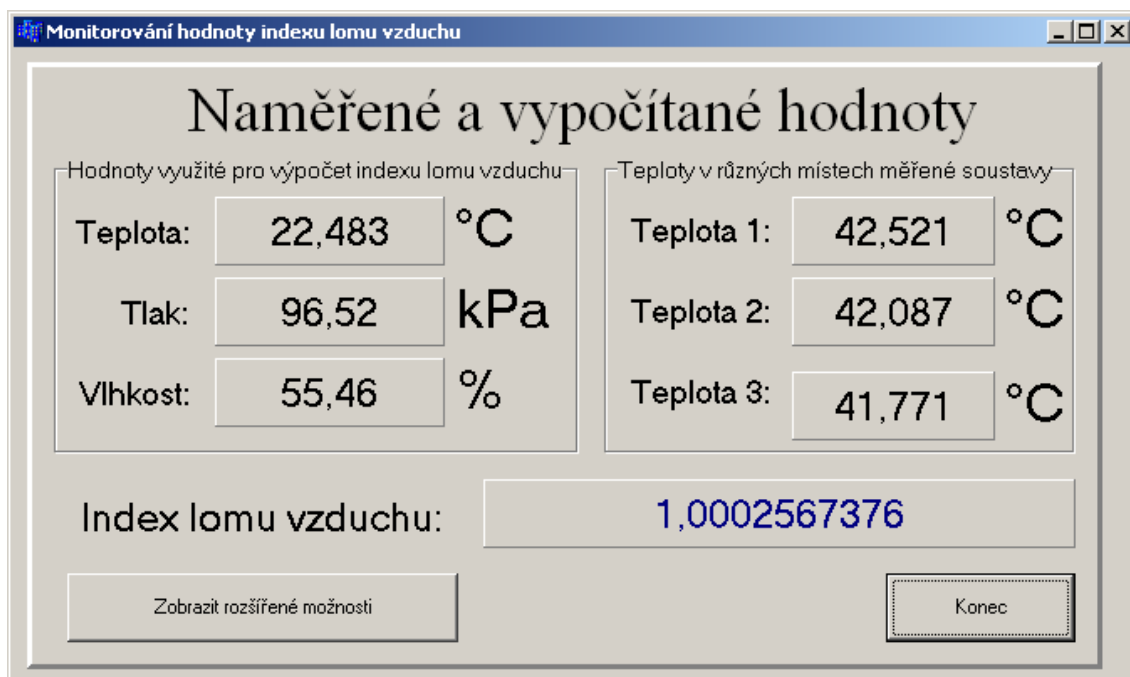 Monitorování hodnoty indexu lomu vzduchu
Naměřené a vypočítané hodnoty
Hodnoty využité pro výpočet indexu lomu vzduchu
Teplota: 22,483 °C
Tlak: 96,52 kPa
Vlhkost: 55,46 %
Teploty v různých místech měřené soustavy
Teplota 1: 42,521 °C
Teplota 2: 42,087 °C
Teplota 3: 41,771 °C
Index lomu vzduchu: 1,0002567376
Zobrazit rozšířené možnosti
Konec